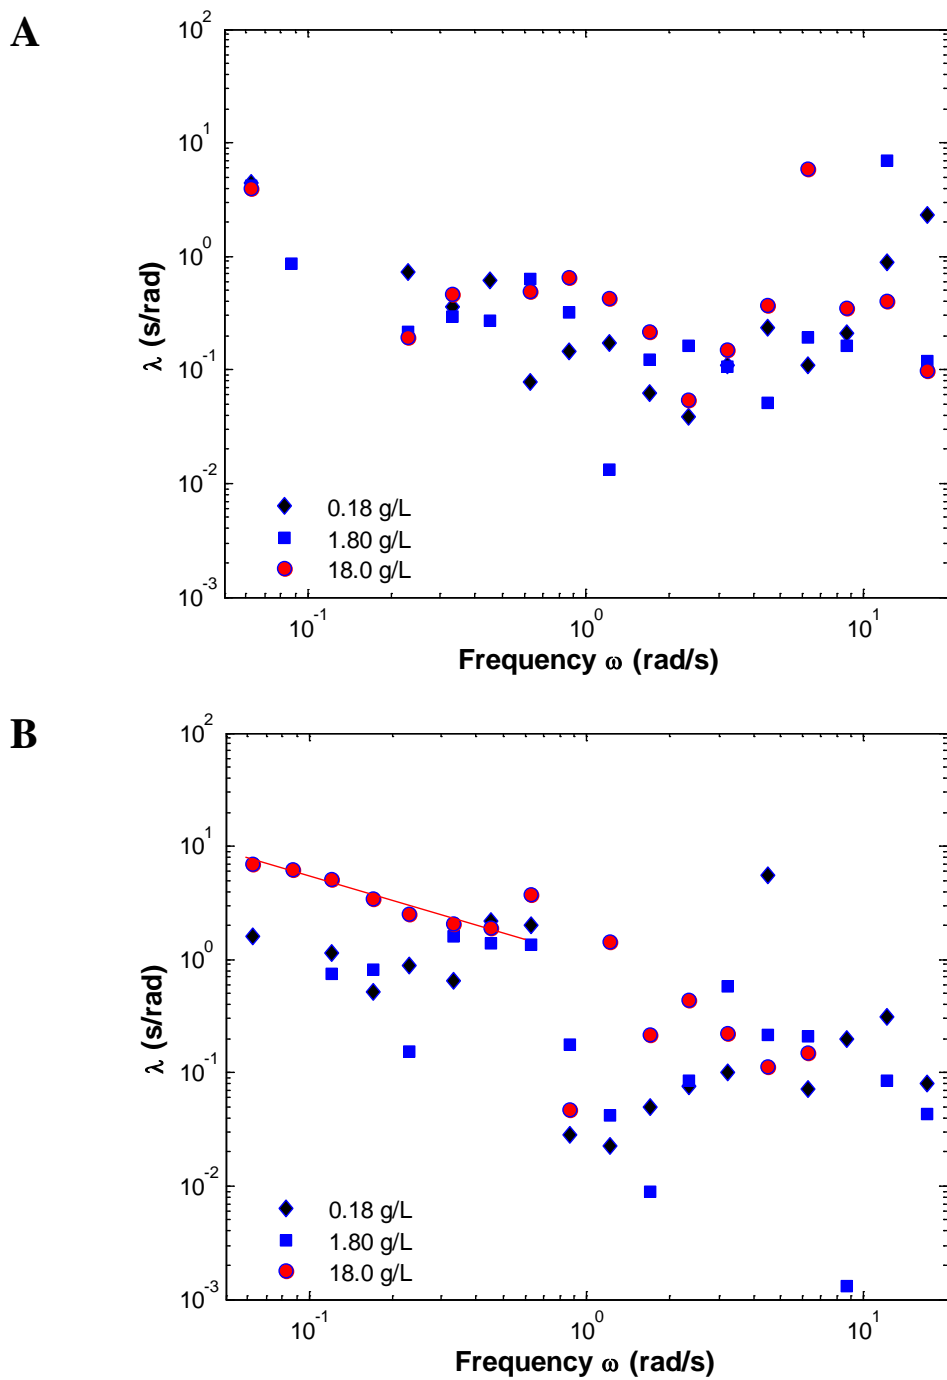 A
10^2
10^1
10^0
10^-1
10^-2
10^-3
λ (s/rad)
0.18 g/L
1.80 g/L
18.0 g/L
10^-1
10^0
10^1
Frequency ω (rad/s)
B
10^2
10^1
10^0
10^-1
10^-2
10^-3
λ (s/rad)
0.18 g/L
1.80 g/L
18.0 g/L
10^-1
10^0
10^1
Frequency ω (rad/s)